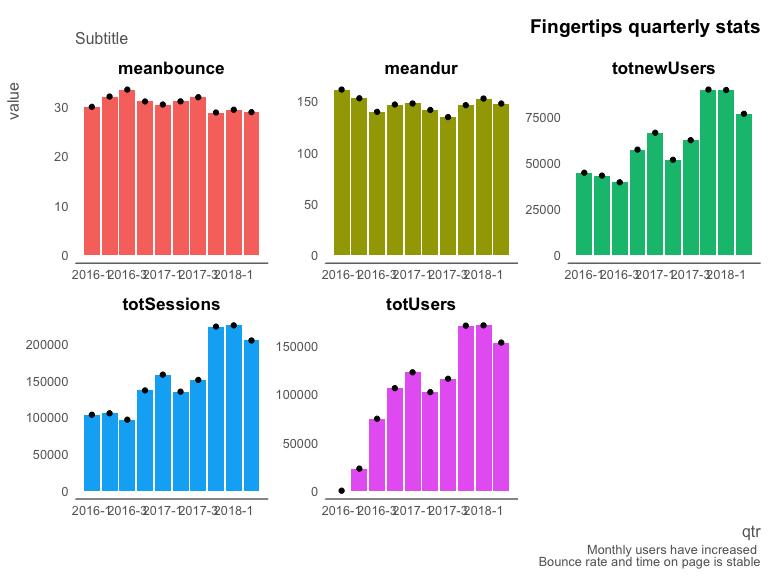 Fingertips quarterly stats
Subtitle
value
meanbounce
meandur
totnewUsers
30
20
10
0
150
100
50
0
75000
50000
25000
0
2016-1 2016-3 2017-1 2017-3 2018-1
2016-1 2016-3 2017-1 2017-3 2018-1
2016-1 2016-3 2017-1 2017-3 2018-1
totSessions
totUsers
200000
150000
100000
50000
0
150000
100000
50000
0
2016-1 2016-3 2017-1 2017-3 2018-1
2016-1 2016-3 2017-1 2017-3 2018-1
qtr
Monthly users have increased
Bounce rate and time on page is stable